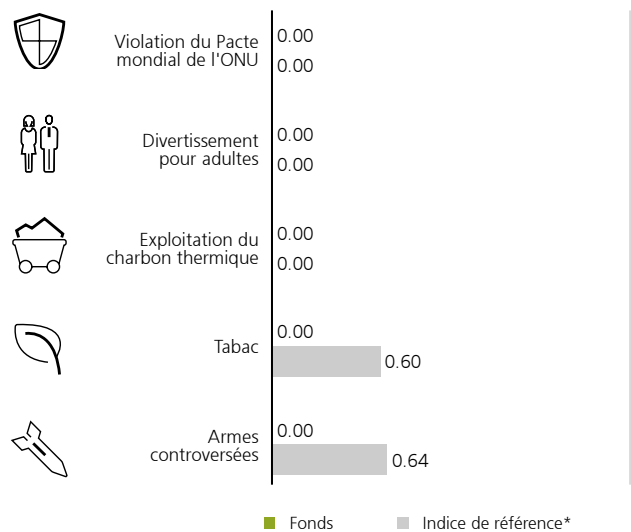 Violation du Pacte
mondial de l'ONU
0.00
0.00
Divertissement
pour adultes
0.00
0.00
Exploitation du
charbon thermique
0.00
0.00
Tabac
0.00
0.60
Armes
controversées
0.00
0.64
Fonds
Indice de référence*